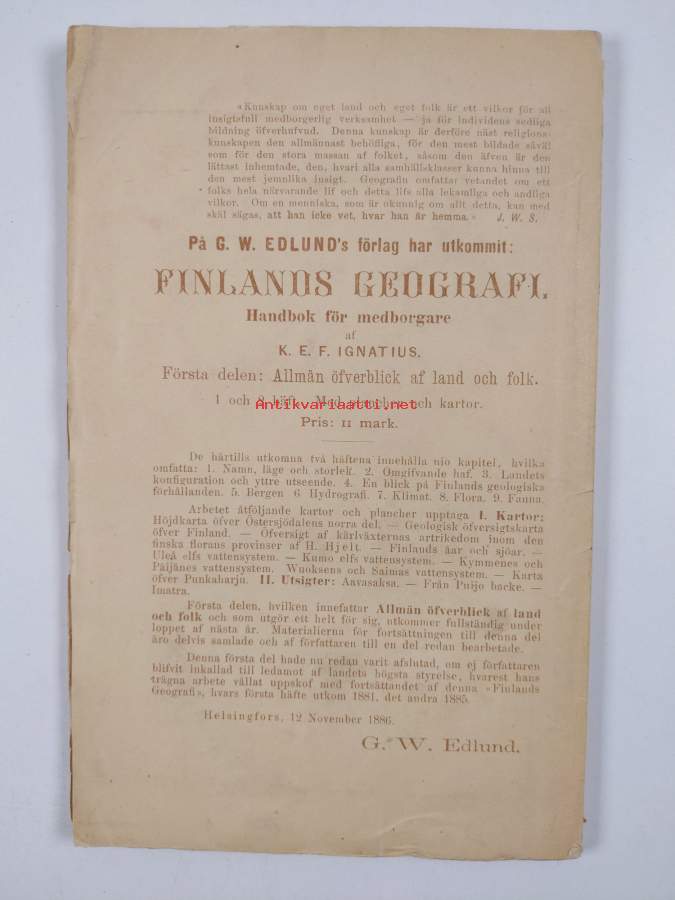 «Kunskap om eget land och eget folk är ett vilkor för all
insigtsfull medborgerlig verksamhet — ja för individens sedliga
bildning öfverhufvud. Denna kunskap är derföre näst religions-
kunskapen den allmännast behöfliga, för den mest bildade såväl
som för den stora massan af folket, såsom den äfven är den
lättast inhemtade, den, hvari alla samhällsklasser kunna hinna till
den mest jemnlika insigt. Geografin omfattar vetandet om ett
folks hela närvarande lif och detta lifs alla lekamliga och andliga
vilkor. Om en menniska, som är okunnig om allt detta, kan med
skäl sägas, att han icke vet, hvar han är hemma.» J. W. S.
På G. W. EDLUND's förlag har utkommit:
FINLANDS GEOGRAFI.
Handbok för medborgare
af
K. E. F. IGNATIUS.
Första delen: Allmän öfverblick af land och folk.
1 och 2 häft. Med plancher och kartor.
Antikvariaatti.net
Pris: 11 mark.
De härtills utkomna två häftena innehålla nio kapitel, hvilka
omfatta: 1. Namn, läge och storlek. 2. Omgifvande haf. 3. Landets
konfiguration och yttre utseende. 4. En blick på Finlands geologiska
förhållanden. 5. Bergen 6 Hydrografi. 7. Klimat. 8. Flora. 9. Fauna.
Arbetet åtföljande kartor och plancher upptaga I. Kartor:
Höjdkarta öfver Östersjödalens norra del. — Geologisk öfversigtskarta
öfver Finland. — Öfversigt af kärlväxternas artrikedom inom den
finska florans provinser af H. Hjelt. — Finlands åar och sjöar. —
Uleå elfs vattensystem. — Kumo elfs vattensystem. — Kymmenes och
Päijänes vattensystem. Wuoksens och Saimas vattensystem. — Karta
öfver Punkaharju. II. Utsigter: Aavasaksa. — Från Puijo backe. —
Imatra.
Första delen, hvilken innefattar Allmän öfverblick af land
och folk och som utgör ett helt för sig, utkommer fullständig under
loppet af nästa år. Materialierna för fortsättningen till denna del
äro delvis samlade och af författaren till en del redan bearbetade.
Denna första del hade nu redan varit afslutad, om ej författaren
blifvit inkallad till ledamot af landets högsta styrelse, hvarest hans
trägna arbete vållat uppskof med fortsättandet af denna »Finlands
Geografi», hvars första häfte utkom 1881, det andra 1885.
Helsingfors, 12 November 1886.
G. W. Edlund.